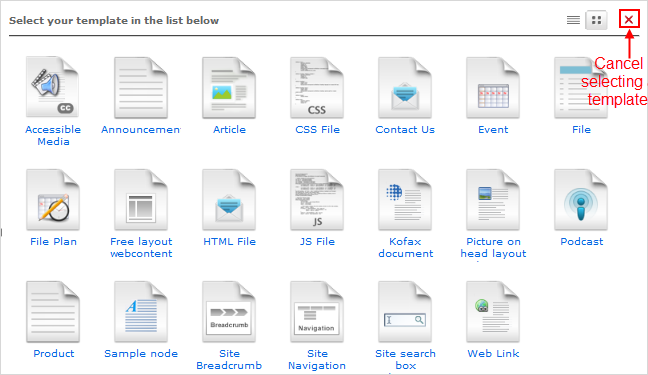 Select your template in the list below
Cancel
selecting
template
CC
CSS
Accessible
Media
Announcement
Article
CSS File
Contact Us
Event
File
JS
File Plan
Free layout
webcontent
HTML File
JS File
Kofax
document
Picture on
head layout
Podcast
Breadcrumb
Navigation
Product
Sample node
Site
Breadcrumb
Site
Navigation
Site search
box
Web Link